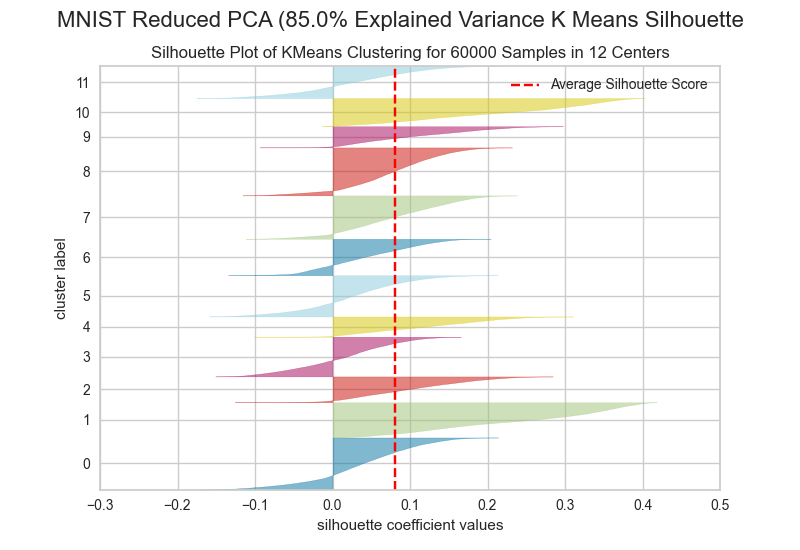 MNIST Reduced PCA (85.0% Explained Variance K Means Silhouette
Silhouette Plot of KMeans Clustering for 60000 Samples in 12 Centers
Average Silhouette Score
cluster label
11
10
9
8
7
6
5
4
3
2
1
0
−0.3 −0.2 −0.1 0.0 0.1 0.2 0.3 0.4 0.5
silhouette coefficient values